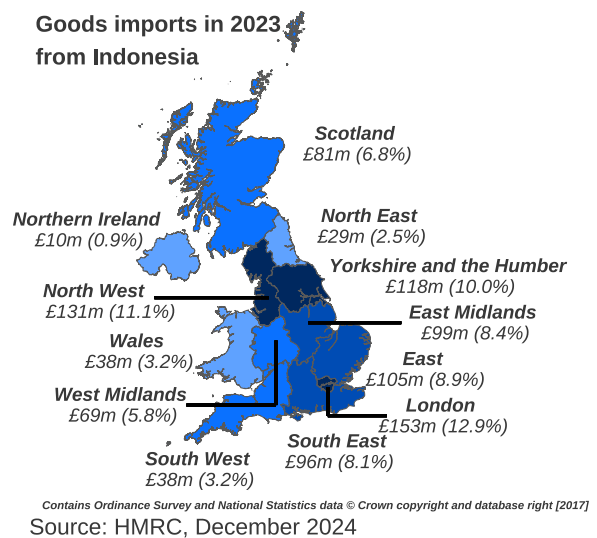 Goods imports in 2023
from Indonesia
Scotland
£81m (6.8%)
Northern Ireland
£10m (0.9%)
North East
£29m (2.5%)
Yorkshire and the Humber
£118m (10.0%)
North West
£131m (11.1%)
East Midlands
£99m (8.4%)
Wales
£38m (3.2%)
East
£105m (8.9%)
West Midlands
£69m (5.8%)
London
£153m (12.9%)
South East
£96m (8.1%)
South West
£38m (3.2%)
Contains Ordinance Survey and National Statistics data © Crown copyright and database right [2017]
Source: HMRC, December 2024